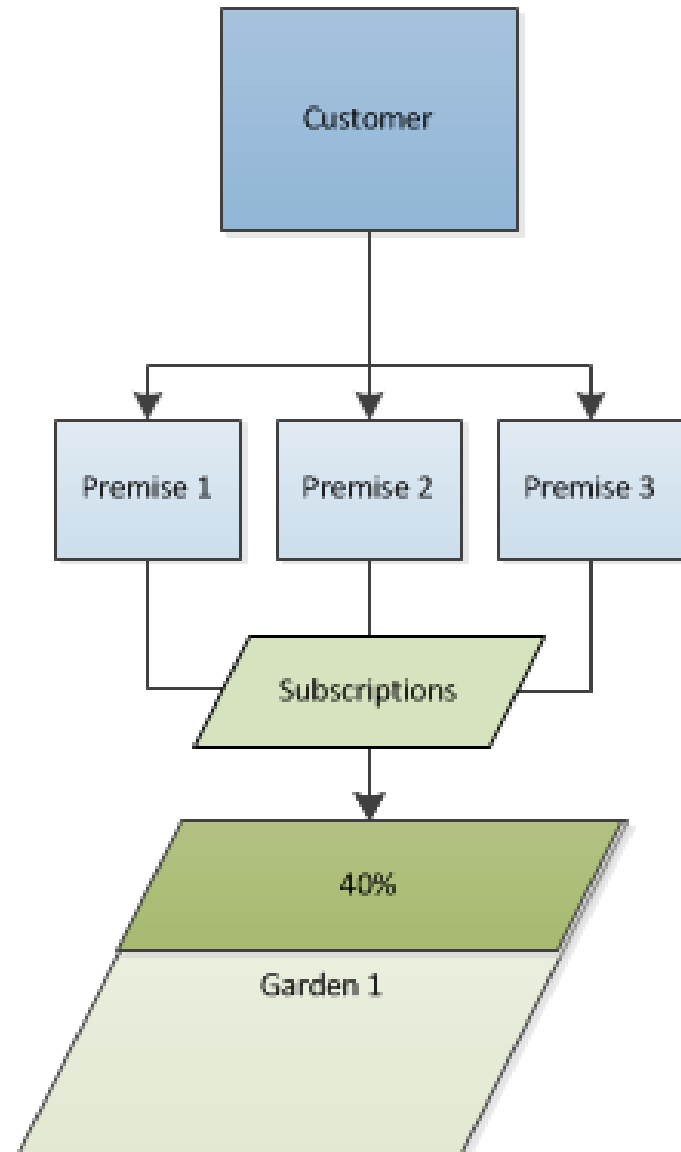 Customer
Premise 1
Premise 2
Premise 3
Subscriptions
40%
Garden 1